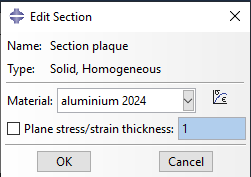 Edit Section
Name: Section plaque
Type: Solid, Homogeneous
Material: aluminium 2024
Plane stress/strain thickness: 1
OK Cancel